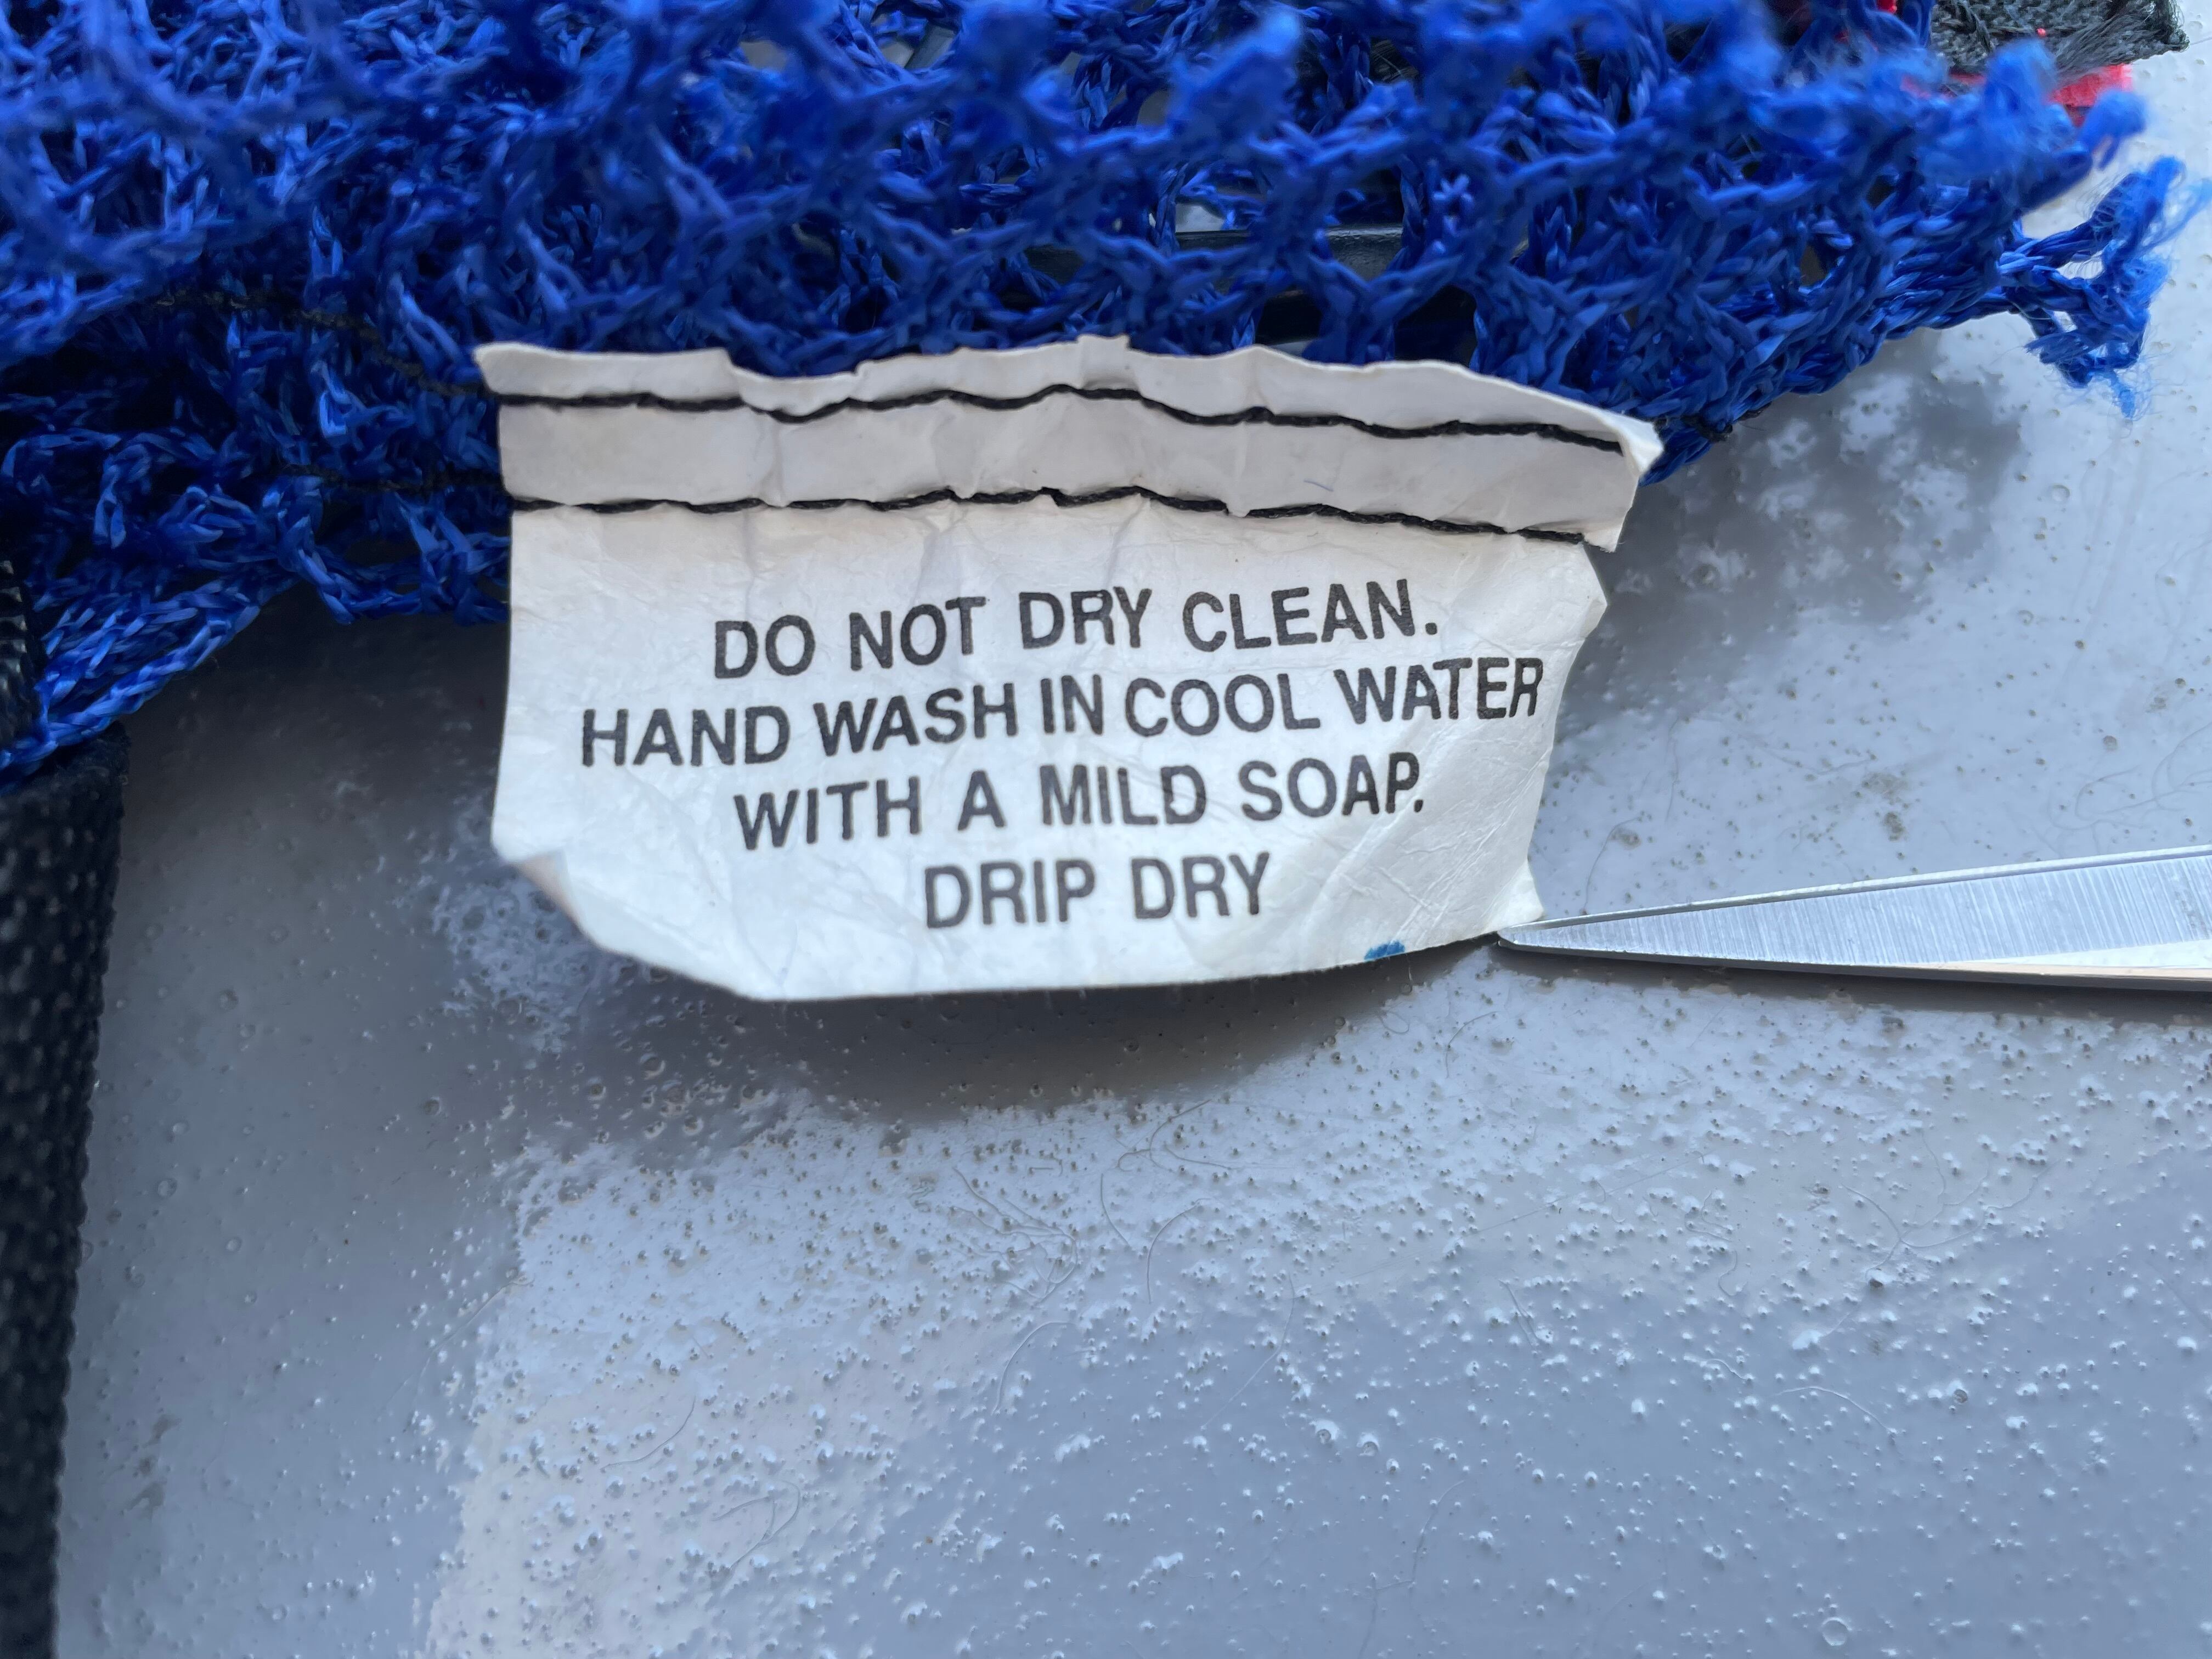 DO NOT DRY CLEAN.
HAND WASH IN COOL WATER
WITH A MILD SOAP.
DRIP DRY